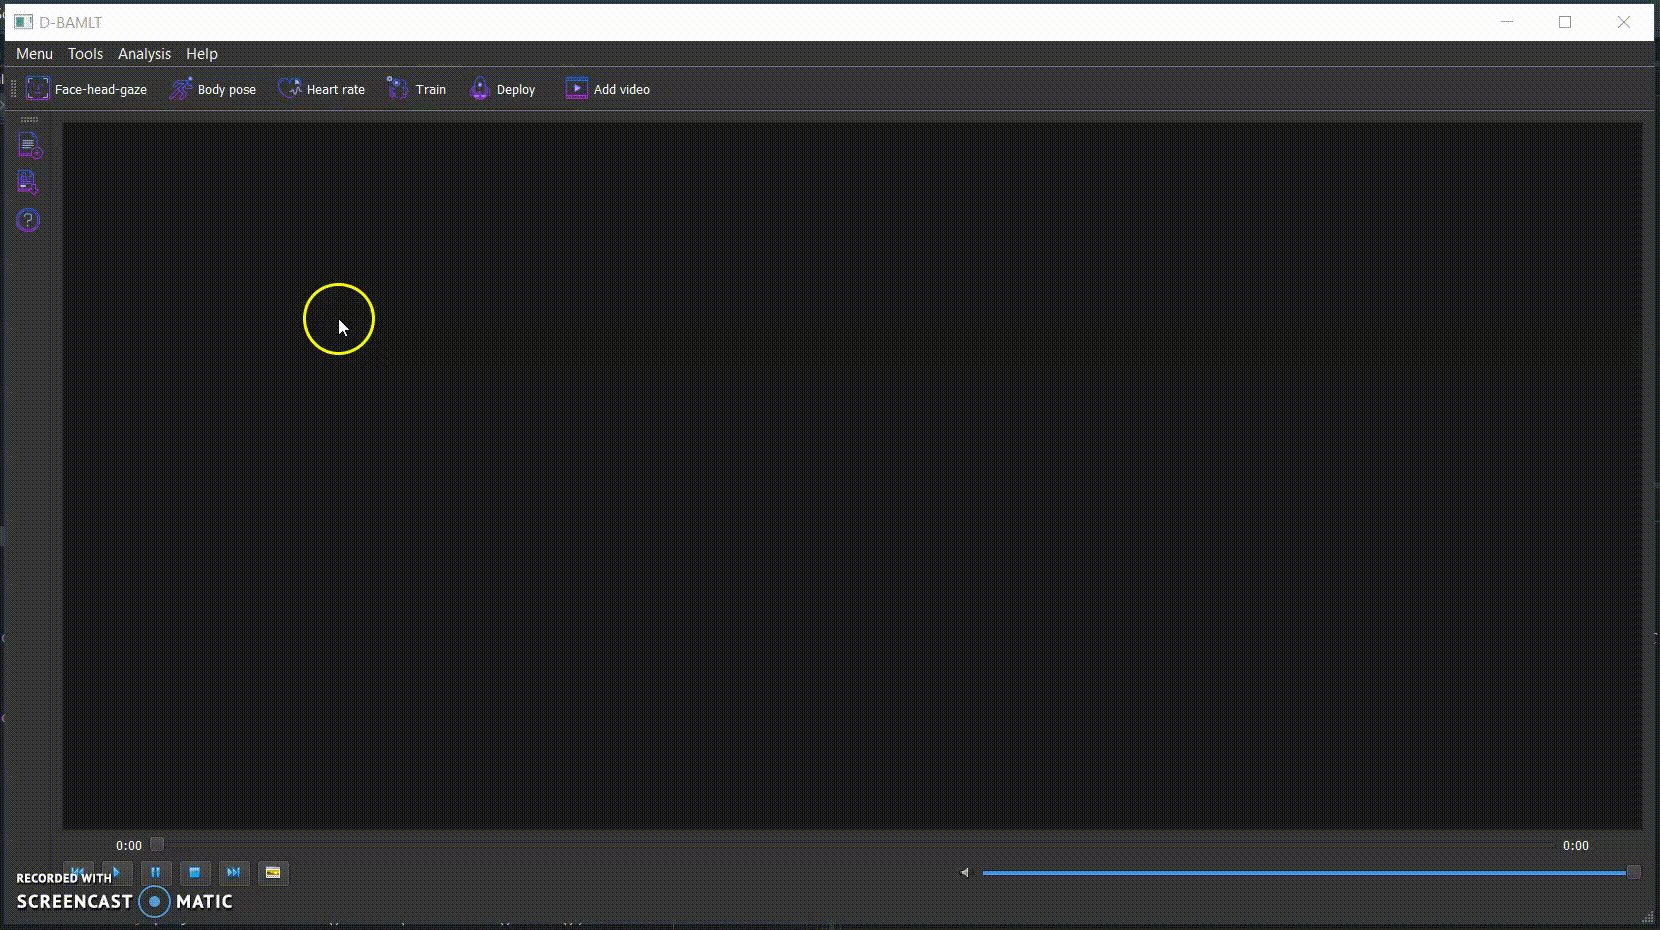 D-BAMLT
Menu Tools Analysis Help
Face-head-gaze Body pose Heart rate Train Deploy Add video
0:00 0:00
RECORDED WITH
SCREENCAST MATIC